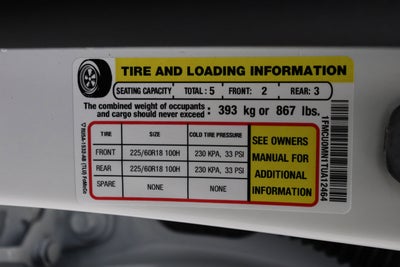 TIRE AND LOADING INFORMATION
SEATING CAPACITY TOTAL : 5 FRONT: 2 REAR: 3
The combined weight of occupants
and cargo should never exceed : 393 kg or 867 lbs.
TIRE SIZE COLD TIRE PRESSURE
FRONT 225/60R18 100H 230 KPA, 33 PSI
REAR 225/60R18 100H 230 KPA, 33 PSI
SPARE NONE NONE
SEE OWNERS
MANUAL FOR
ADDITIONAL
INFORMATION